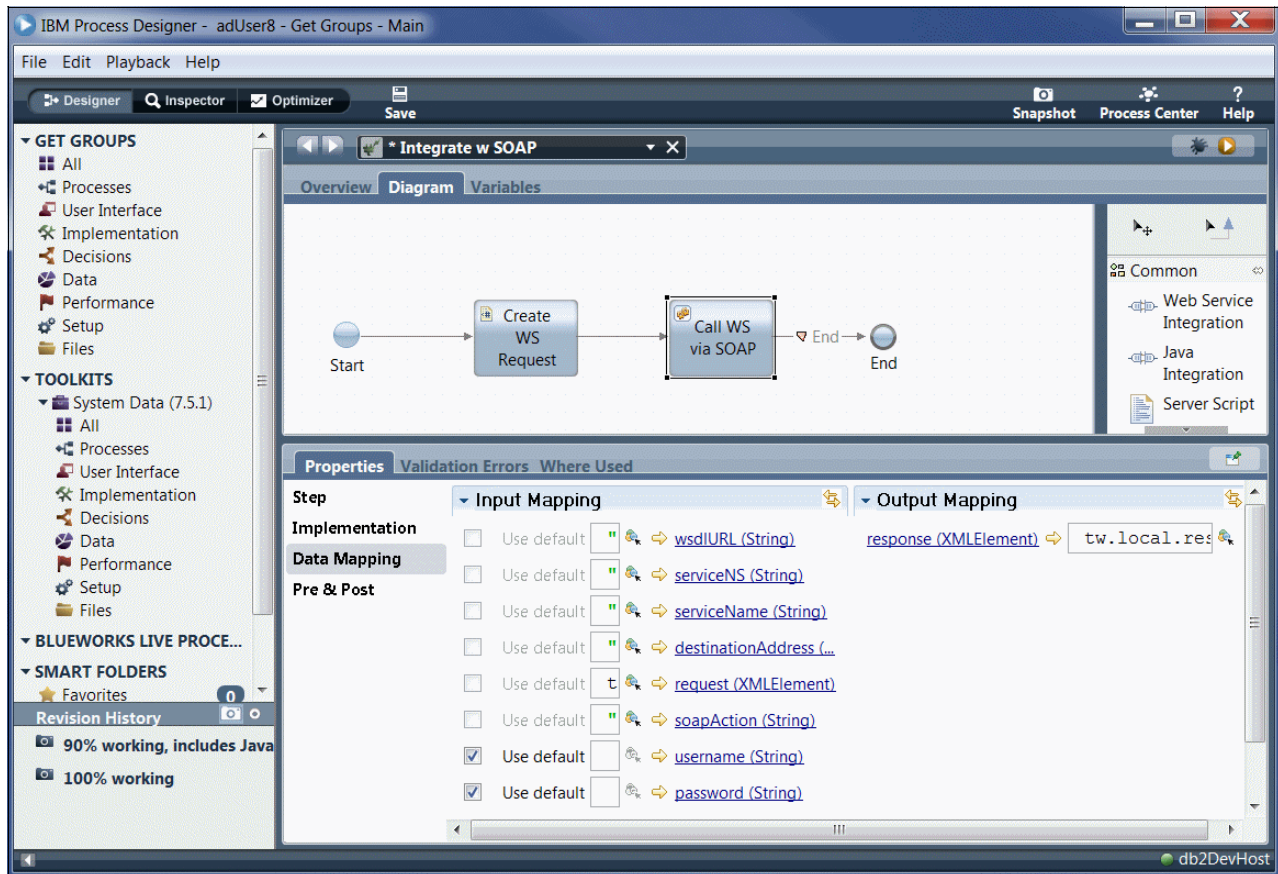 IBM Process Designer - adUser8 - Get Groups - Main
File Edit Playback Help
Designer Inspector Optimizer Save Snapshot Process Center Help
GET GROUPS
All
Processes
User Interface
Implementation
Decisions
Data
Performance
Setup
Files
TOOLKITS
System Data (7.5.1)
All
Processes
User Interface
Implementation
Decisions
Data
Performance
Setup
Files
BLUEWORKS LIVE PROCE...
SMART FOLDERS
Favorites 0
Revision History
90% working, includes Java
100% working
* Integrate w SOAP
Overview Diagram Variables
Start
Create
WS
Request
Call WS
via SOAP
End
End
Common
Web Service
Integration
Java
Integration
Server Script
Properties Validation Errors Where Used
Step
Implementation
Data Mapping
Pre & Post
Input Mapping
Use default " wsdlURL (String)
Use default " serviceNS (String)
Use default " serviceName (String)
Use default " destinationAddress (...
Use default t request (XMLElement)
Use default " soapAction (String)
Use default username (String)
Use default password (String)
Output Mapping
response (XMLElement) tw.local.res
db2DevHost